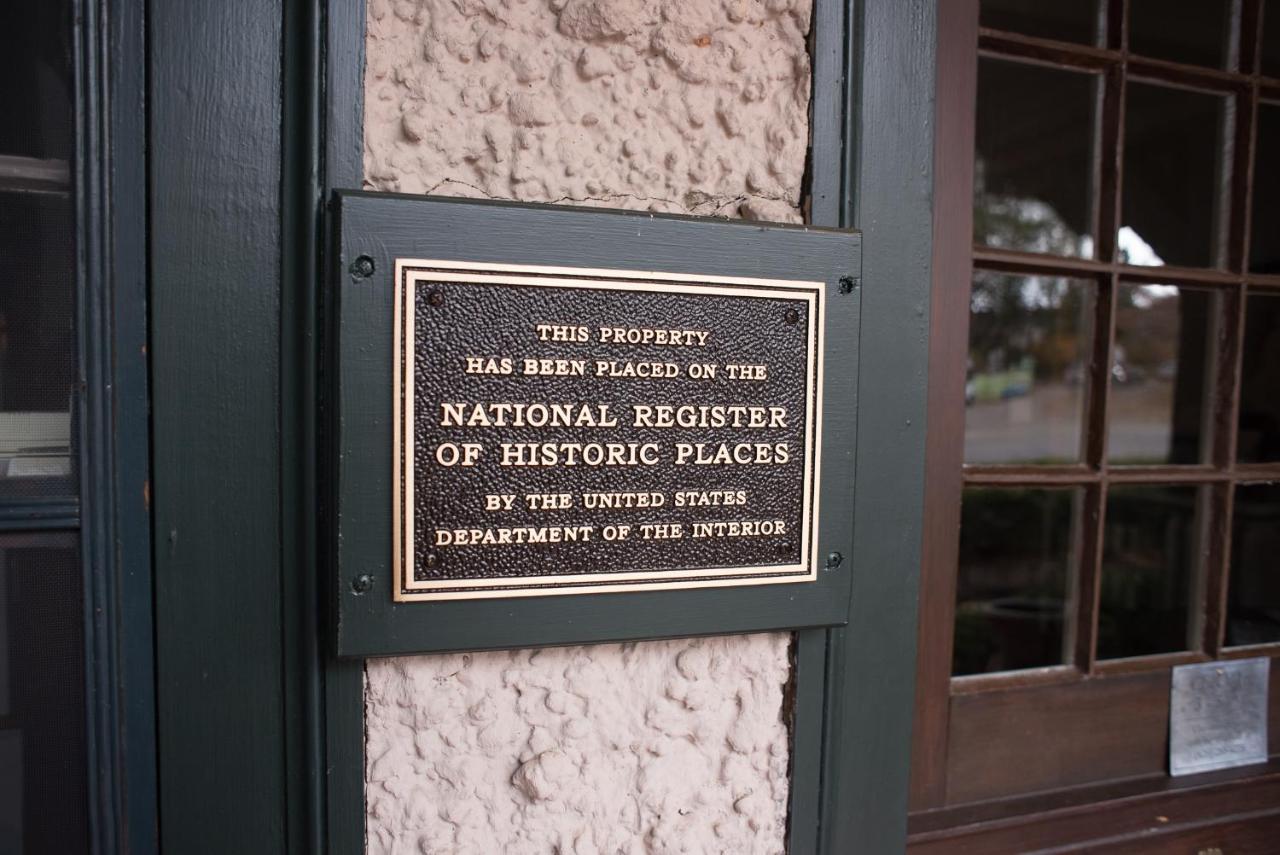 THIS PROPERTY
HAS BEEN PLACED ON THE
NATIONAL REGISTER
OF HISTORIC PLACES
BY THE UNITED STATES
DEPARTMENT OF THE INTERIOR